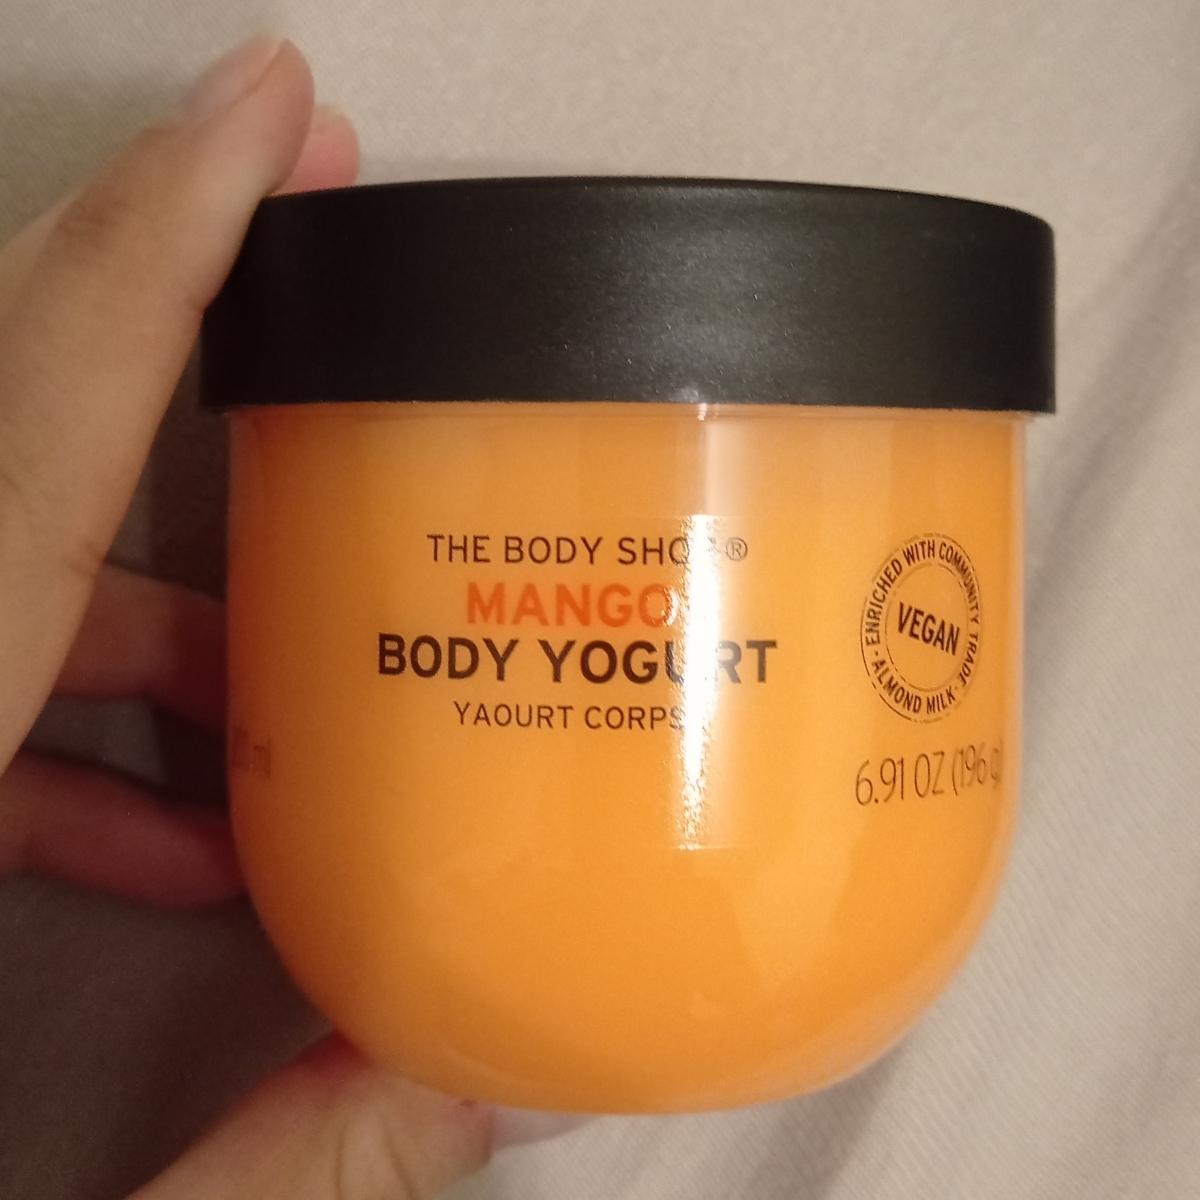 THE BODY SHOP®
MANGO
BODY YOGURT
YAOURT CORPS
ENRICHED WITH COMMUNITY TRADE · ALMOND MILK ·
VEGAN
ml
6.91 OZ (196 g)